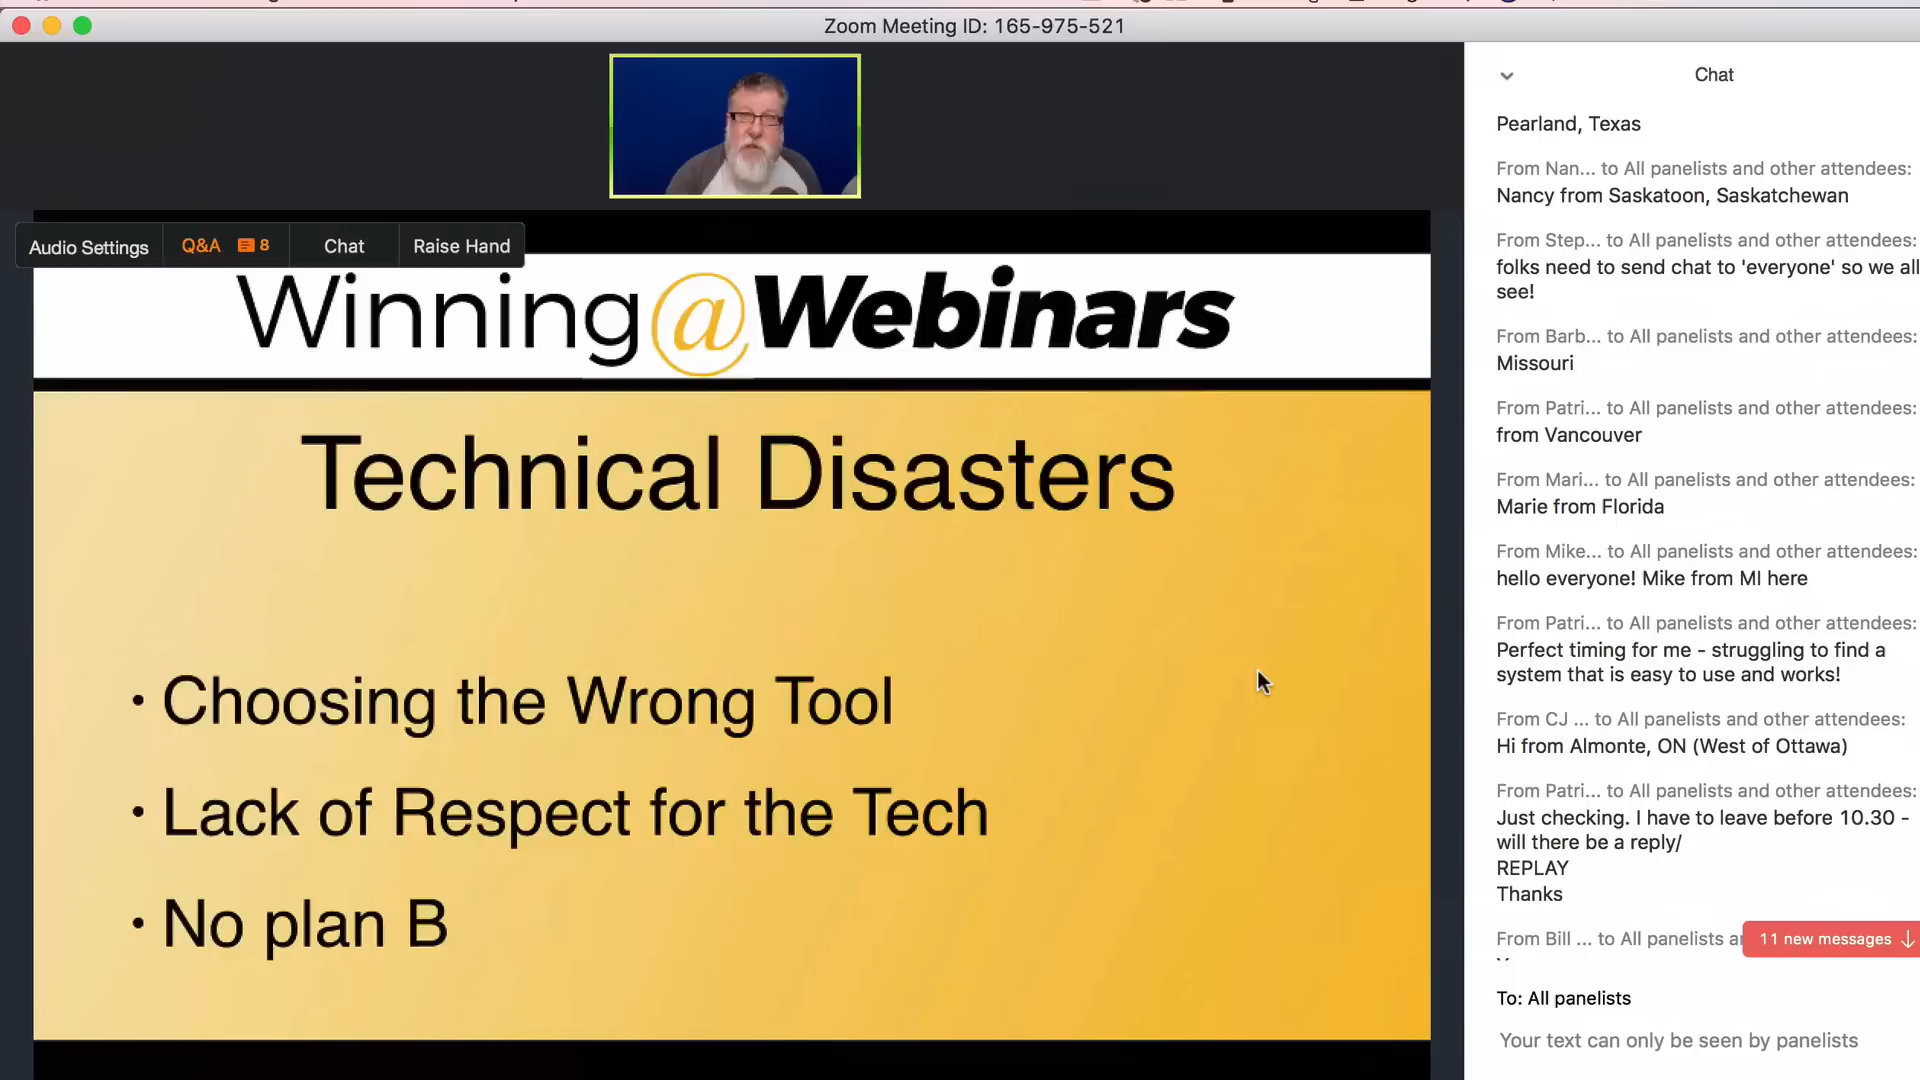 Zoom Meeting ID: 165-975-521
Audio Settings
Q&A 8
Chat
Raise Hand
Winning@Webinars
Technical Disasters
• Choosing the Wrong Tool
• Lack of Respect for the Tech
• No plan B
Chat
Pearland, Texas
From Nan... to All panelists and other attendees:
Nancy from Saskatoon, Saskatchewan
From Step... to All panelists and other attendees:
folks need to send chat to 'everyone' so we all
see!
From Barb... to All panelists and other attendees:
Missouri
From Patri... to All panelists and other attendees:
from Vancouver
From Mari... to All panelists and other attendees:
Marie from Florida
From Mike... to All panelists and other attendees:
hello everyone! Mike from MI here
From Patri... to All panelists and other attendees:
Perfect timing for me - struggling to find a
system that is easy to use and works!
From CJ ... to All panelists and other attendees:
Hi from Almonte, ON (West of Ottawa)
From Patri... to All panelists and other attendees:
Just checking. I have to leave before 10.30 -
will there be a reply/
REPLAY
Thanks
From Bill ... to All panelists
11 new messages
To: All panelists
Your text can only be seen by panelists